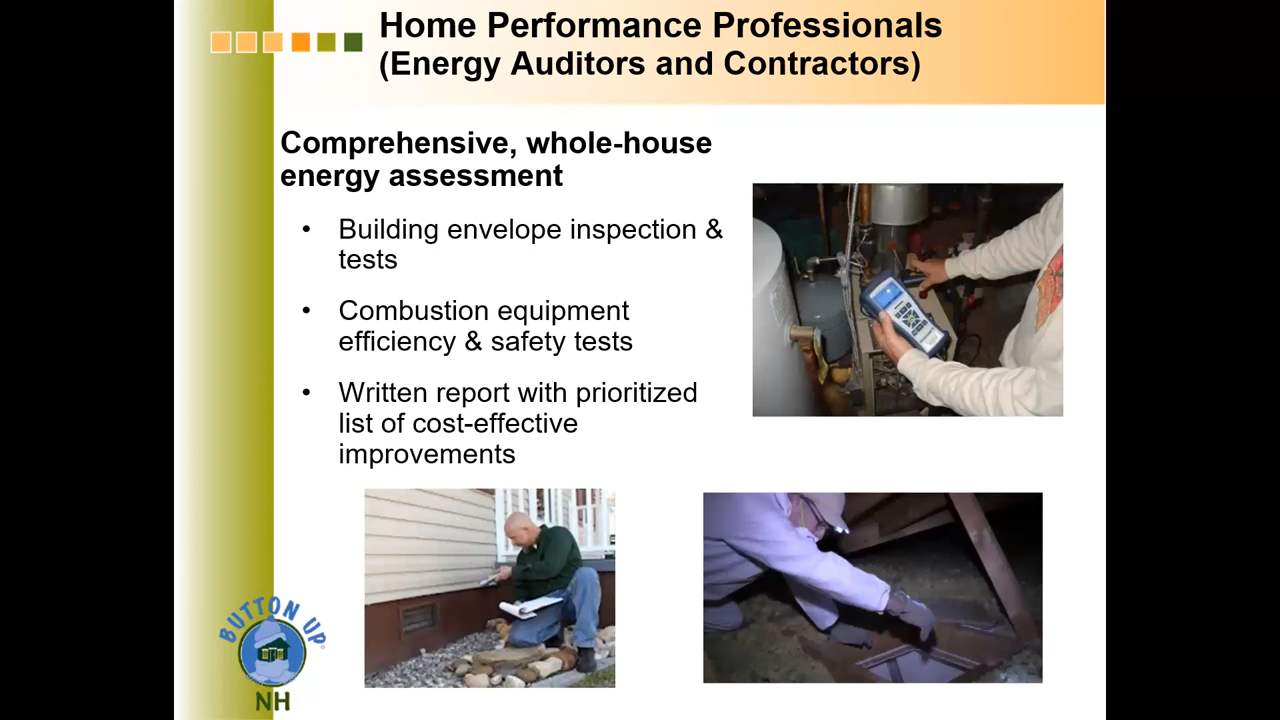 Home Performance Professionals
(Energy Auditors and Contractors)
Comprehensive, whole-house
energy assessment
• Building envelope inspection &
tests
• Combustion equipment
efficiency & safety tests
• Written report with prioritized
list of cost-effective
improvements
BUTTON UP
NH